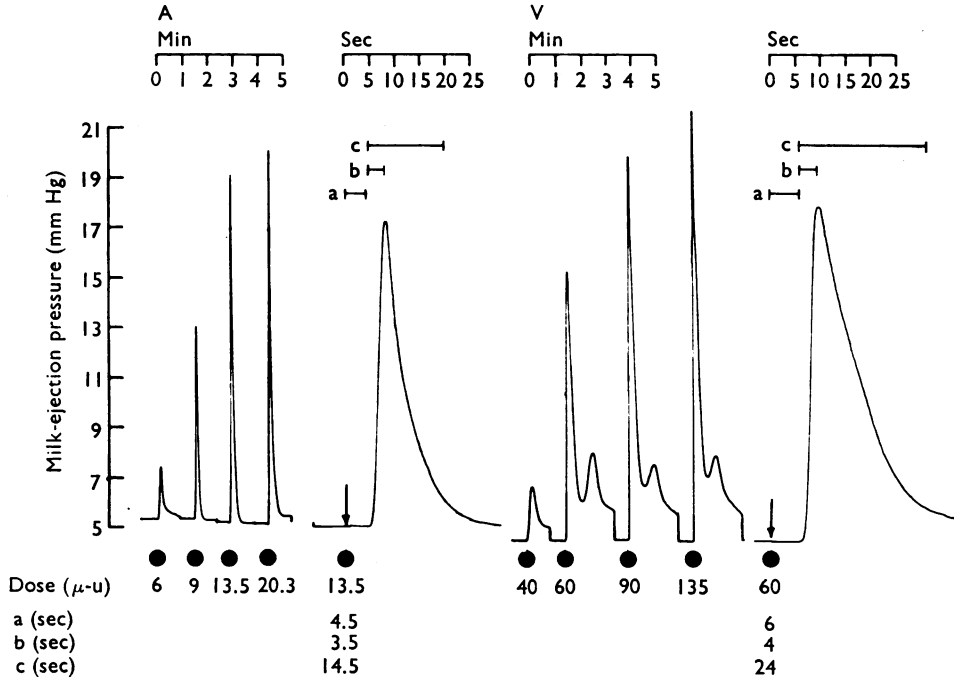 A V
Min Sec Min Sec
0 1 2 3 4 5 0 5 10 15 20 25 0 1 2 3 4 5 0 5 10 15 20 25
21
c c
b b
19
a a
17
15
13
11
9
7
5
Milk-ejection pressure (mm Hg)
Dose (μ-u) 6 9 13.5 20.3 13.5 40 60 90 135 60
a (sec) 4.5 6
b (sec) 3.5 4
c (sec) 14.5 24